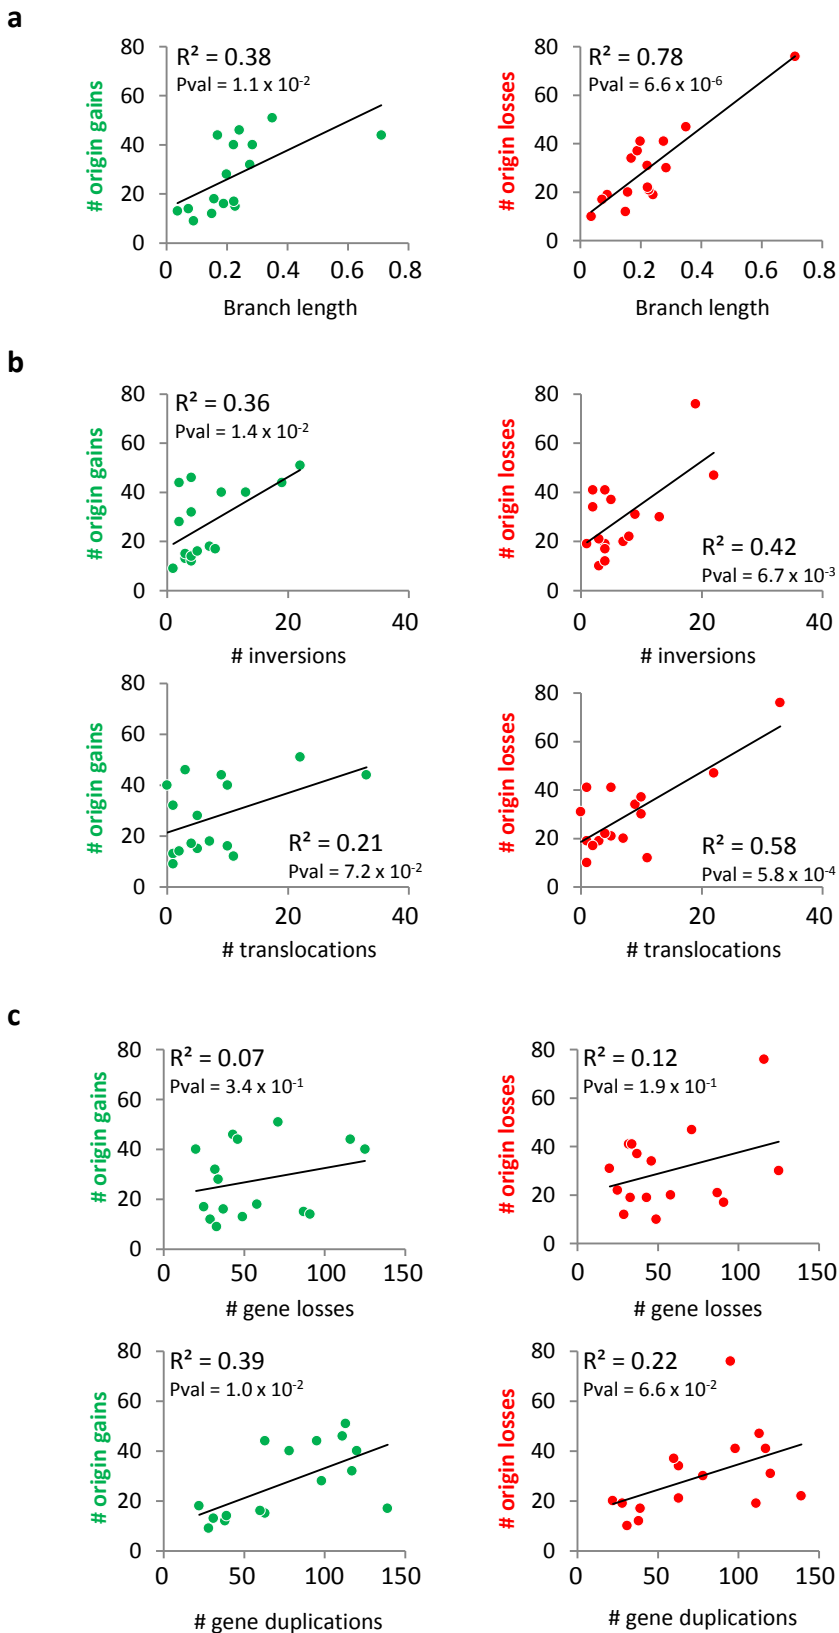 a
R² = 0.38
Pval = 1.1 x 10⁻²
# origin gains
80
60
40
20
0
0 0.2 0.4 0.6 0.8
Branch length
R² = 0.78
Pval = 6.6 x 10⁻⁶
# origin losses
80
60
40
20
0
0 0.2 0.4 0.6 0.8
Branch length
b
R² = 0.36
Pval = 1.4 x 10⁻²
# origin gains
80
60
40
20
0
0 20 40
# inversions
R² = 0.42
Pval = 6.7 x 10⁻³
# origin losses
80
60
40
20
0
0 20 40
# inversions
R² = 0.21
Pval = 7.2 x 10⁻²
# origin gains
80
60
40
20
0
0 20 40
# translocations
R² = 0.58
Pval = 5.8 x 10⁻⁴
# origin losses
80
60
40
20
0
0 20 40
# translocations
c
R² = 0.07
Pval = 3.4 x 10⁻¹
# origin gains
80
60
40
20
0
0 50 100 150
# gene losses
R² = 0.12
Pval = 1.9 x 10⁻¹
# origin losses
80
60
40
20
0
0 50 100 150
# gene losses
R² = 0.39
Pval = 1.0 x 10⁻²
# origin gains
80
60
40
20
0
0 50 100 150
# gene duplications
R² = 0.22
Pval = 6.6 x 10⁻²
# origin losses
80
60
40
20
0
0 50 100 150
# gene duplications